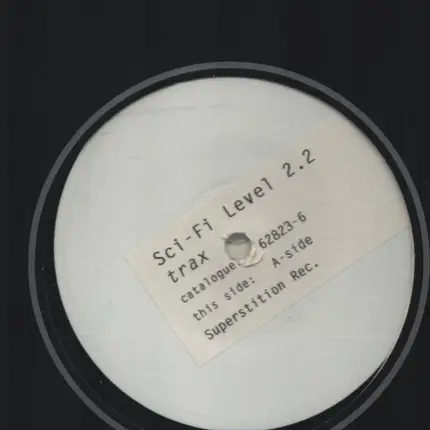 Sci-Fi Level 2.2
trax
catalogue: 62823-6
this side: A-side
Superstition Rec.